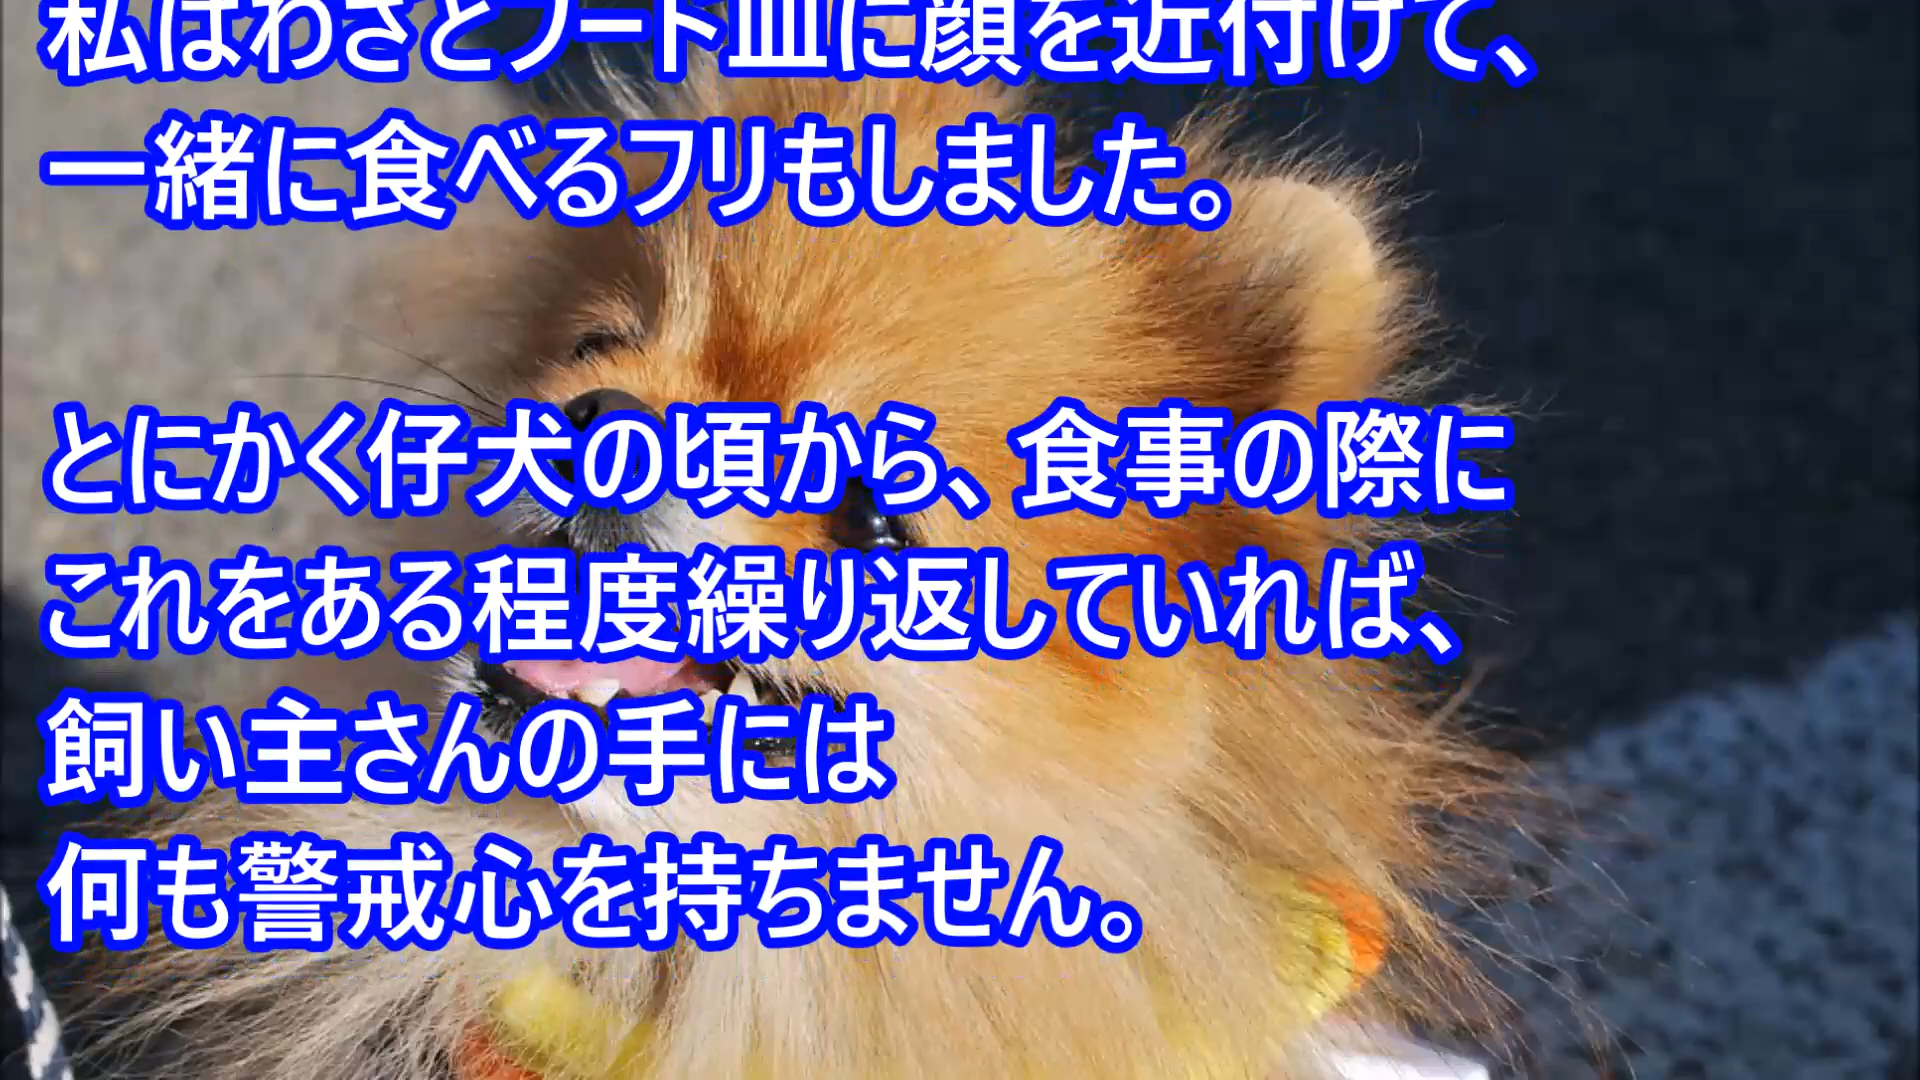 私はわざとフード皿に顔を近付けて、
一緒に食べるフリもしました。
とにかく仔犬の頃から、食事の際に
これをある程度繰り返していれば、
飼い主さんの手には
何も警戒心を持ちません。